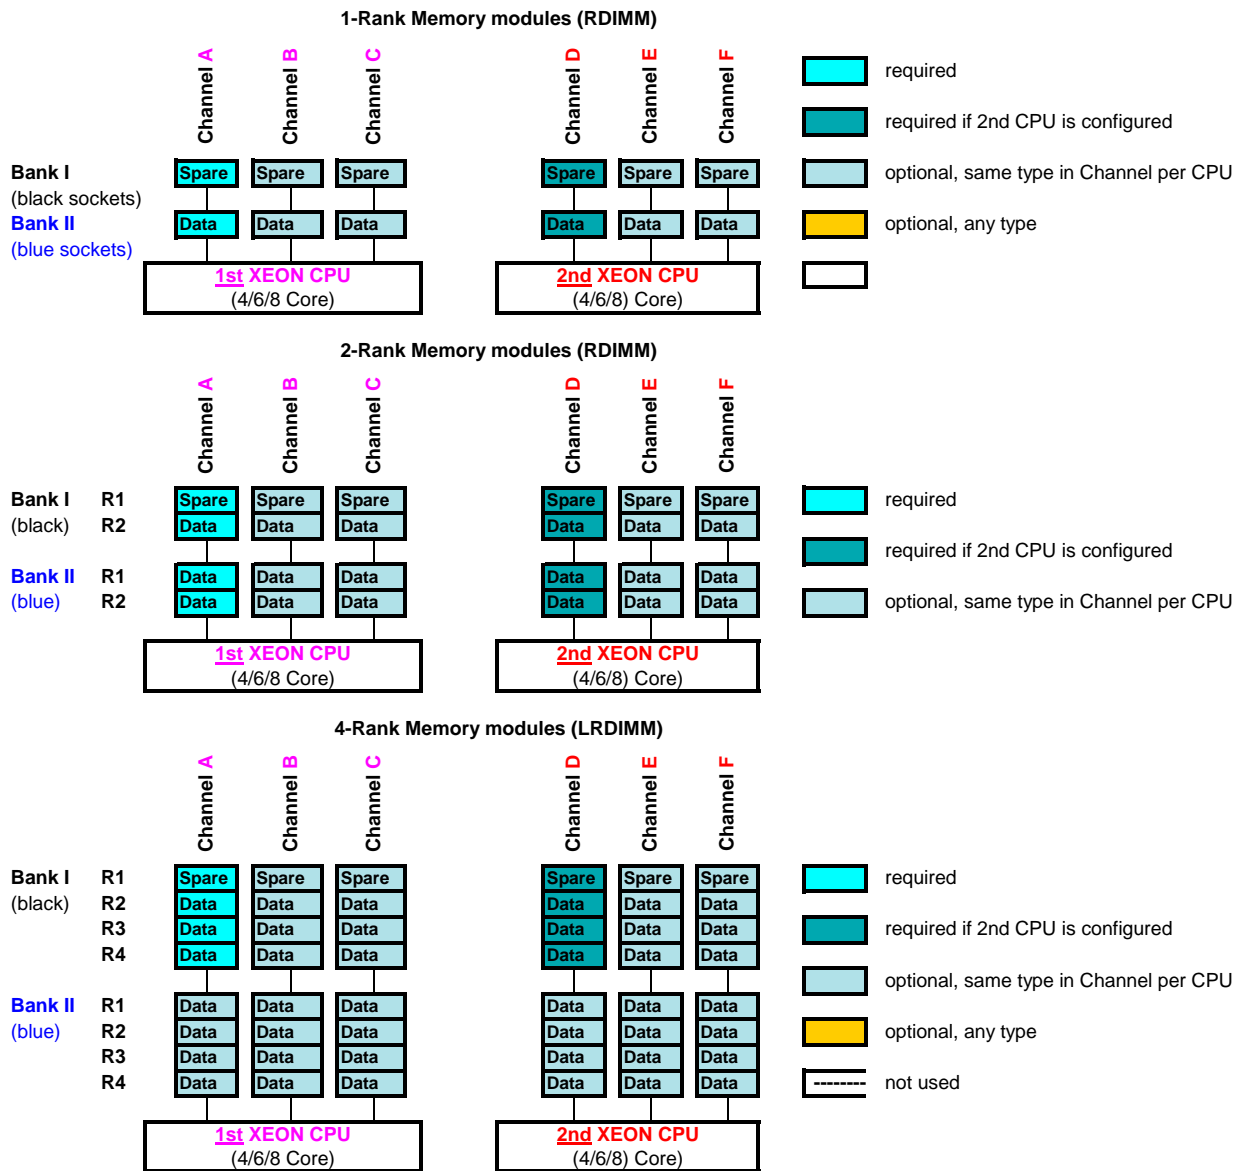 1-Rank Memory modules (RDIMM)
Channel A Channel B Channel C Channel D Channel E Channel F
required
required if 2nd CPU is configured
Bank I Spare Spare Spare Spare Spare Spare optional, same type in Channel per CPU
(black sockets)
Bank II Data Data Data Data Data Data optional, any type
(blue sockets)
1st XEON CPU 2nd XEON CPU
(4/6/8 Core) (4/6/8) Core)
2-Rank Memory modules (RDIMM)
Channel A Channel B Channel C Channel D Channel E Channel F
Bank I R1 Spare Spare Spare Spare Spare Spare required
(black) R2 Data Data Data Data Data Data
required if 2nd CPU is configured
Bank II R1 Data Data Data Data Data Data
(blue) R2 Data Data Data Data Data Data optional, same type in Channel per CPU
1st XEON CPU 2nd XEON CPU
(4/6/8 Core) (4/6/8) Core)
4-Rank Memory modules (LRDIMM)
Channel A Channel B Channel C Channel D Channel E Channel F
Bank I R1 Spare Spare Spare Spare Spare Spare required
(black) R2 Data Data Data Data Data Data
R3 Data Data Data Data Data Data required if 2nd CPU is configured
R4 Data Data Data Data Data Data
optional, same type in Channel per CPU
Bank II R1 Data Data Data Data Data Data
(blue) R2 Data Data Data Data Data Data optional, any type
R3 Data Data Data Data Data Data
R4 Data Data Data Data Data Data -------- not used
1st XEON CPU 2nd XEON CPU
(4/6/8 Core) (4/6/8) Core)